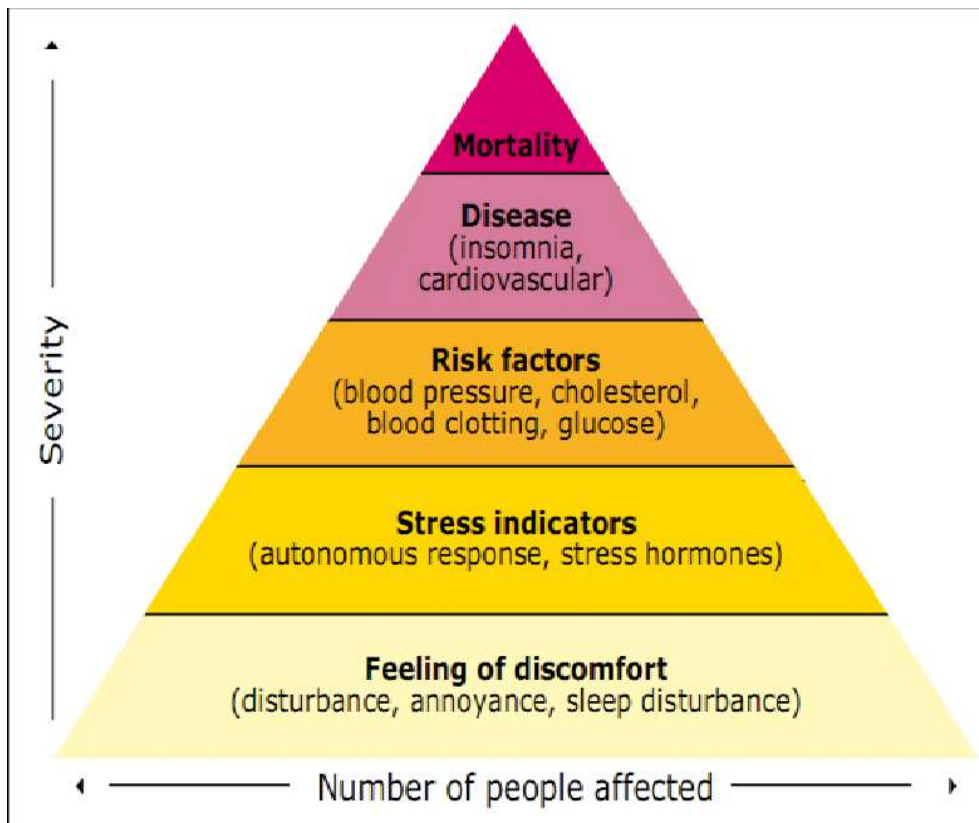 Mortality
Disease
(insomnia,
cardiovascular)
Risk factors
(blood pressure, cholesterol,
blood clotting, glucose)
Stress indicators
(autonomous response, stress hormones)
Feeling of discomfort
(disturbance, annoyance, sleep disturbance)
Severity
Number of people affected